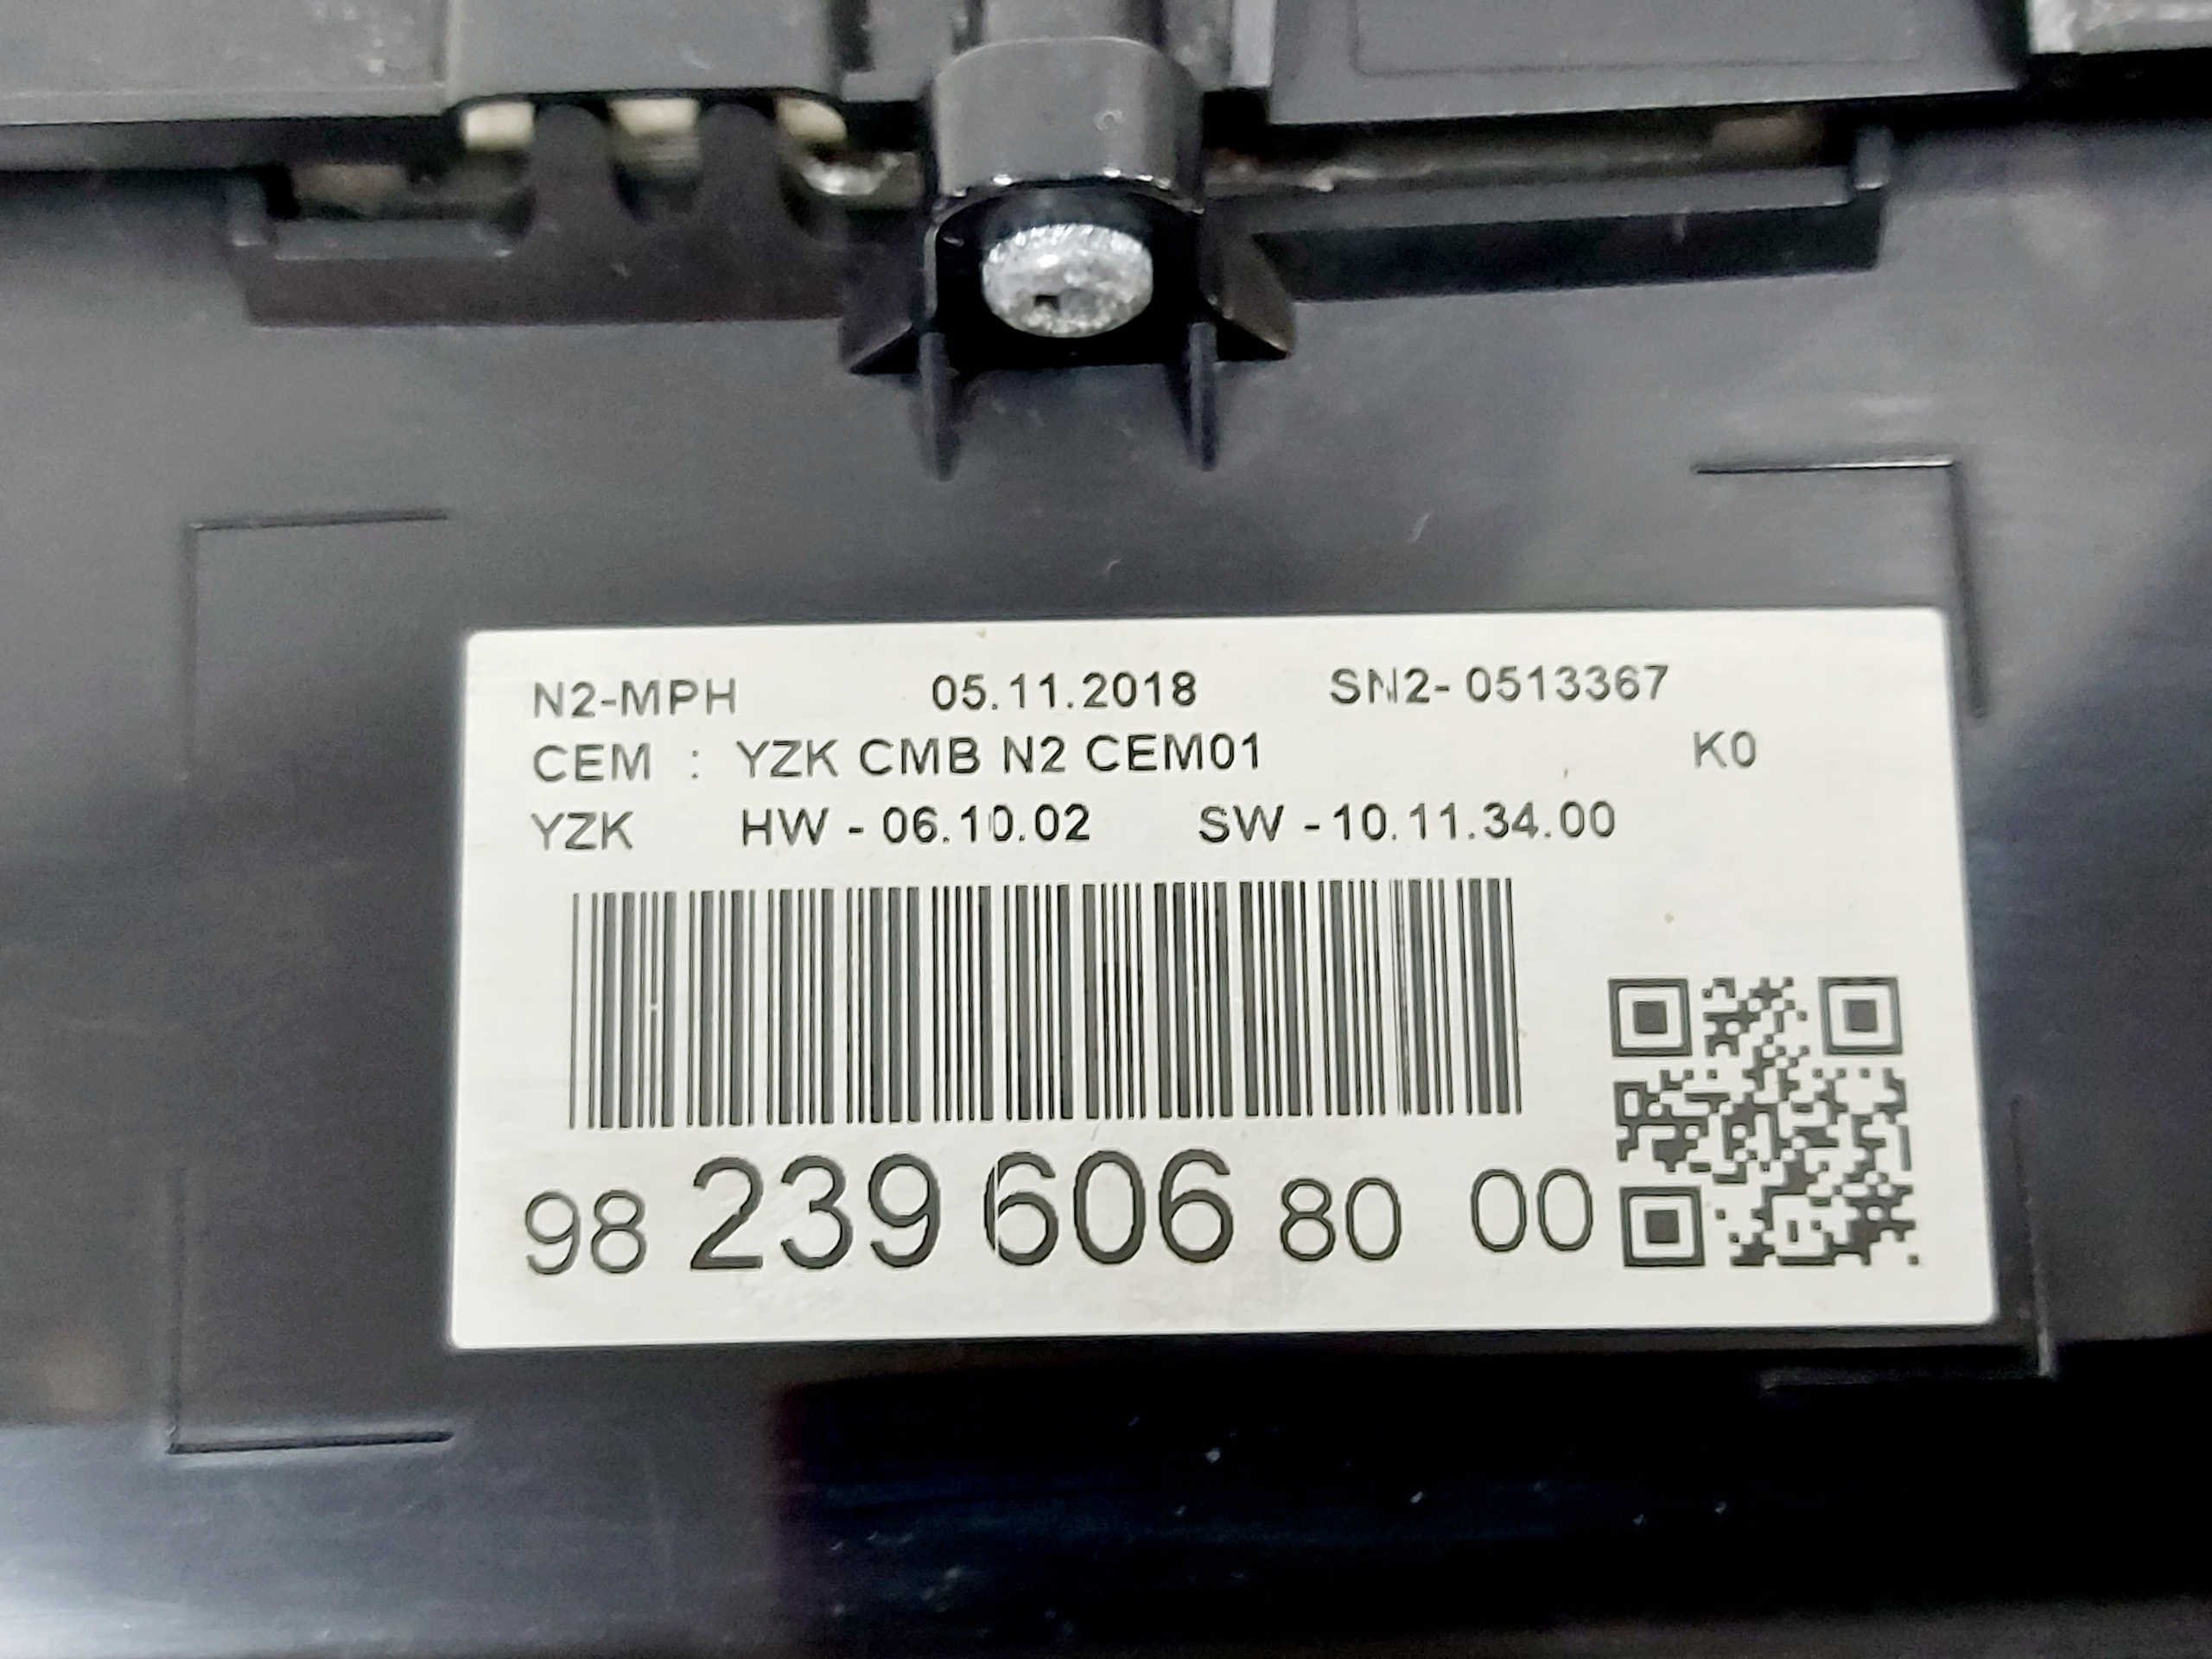 N2-MPH 05.11.2018 SN2- 0513367
CEM : YZK CMB N2 CEM01 K0
YZK HW - 06.10.02 SW -10.11.34.00
98 239 606 80 00